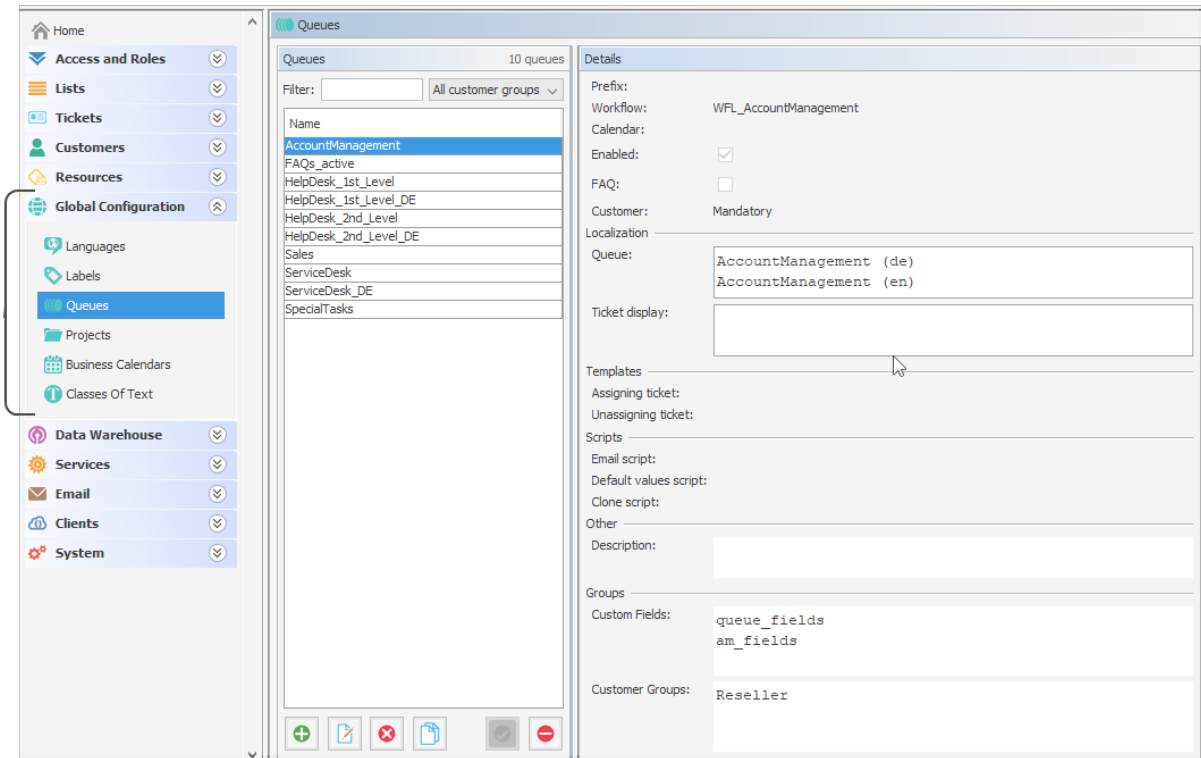 Home
Access and Roles
Lists
Tickets
Customers
Resources
Global Configuration
Languages
Labels
Queues
Projects
Business Calendars
Classes Of Text
Data Warehouse
Services
Email
Clients
System
Queues
Queues 10 queues
Filter: All customer groups
Name
AccountManagement
FAQs_active
HelpDesk_1st_Level
HelpDesk_1st_Level_DE
HelpDesk_2nd_Level
HelpDesk_2nd_Level_DE
Sales
ServiceDesk
ServiceDesk_DE
SpecialTasks
Details
Prefix:
Workflow: WFL_AccountManagement
Calendar:
Enabled:
FAQ:
Customer: Mandatory
Localization
Queue: AccountManagement (de)
AccountManagement (en)
Ticket display:
Templates
Assigning ticket:
Unassigning ticket:
Scripts
Email script:
Default values script:
Clone script:
Other
Description:
Groups
Custom Fields: queue_fields
am_fields
Customer Groups: Reseller